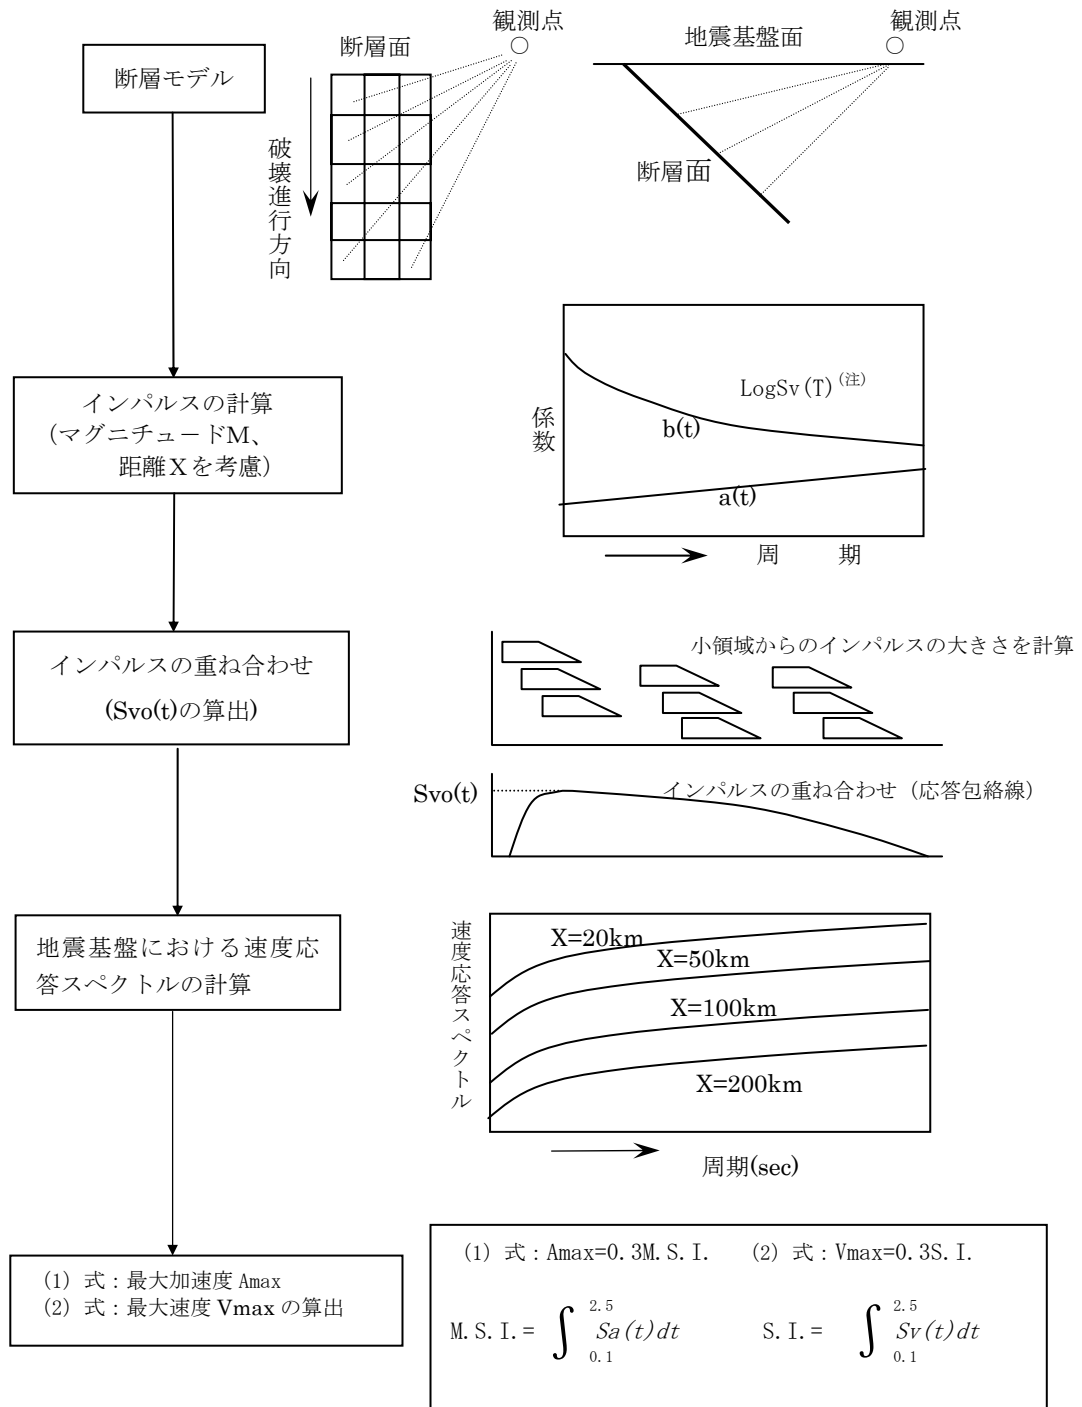 断層モデル
断層面
観測点
破壊進行方向
地震基盤面
観測点
断層面
インパルスの計算
(マグニチュードM、
距離Xを考慮)
係数
LogSv(T)(注)
b(t)
a(t)
周 期
インパルスの重ね合わせ
(Svo(t)の算出)
小領域からのインパルスの大きさを計算
Svo(t)
インパルスの重ね合わせ(応答包絡線)
地震基盤における速度応
答スペクトルの計算
速度応答スペクトル
X=20km
X=50km
X=100km
X=200km
周期(sec)
(1) 式:最大加速度 Amax
(2) 式:最大速度 Vmax の算出
(1) 式:Amax=0.3M.S.I. (2) 式:Vmax=0.3S.I.
M.S.I.= ∫ 2.5 0.1 Sa(t)dt S.I.= ∫ 2.5 0.1 Sv(t)dt